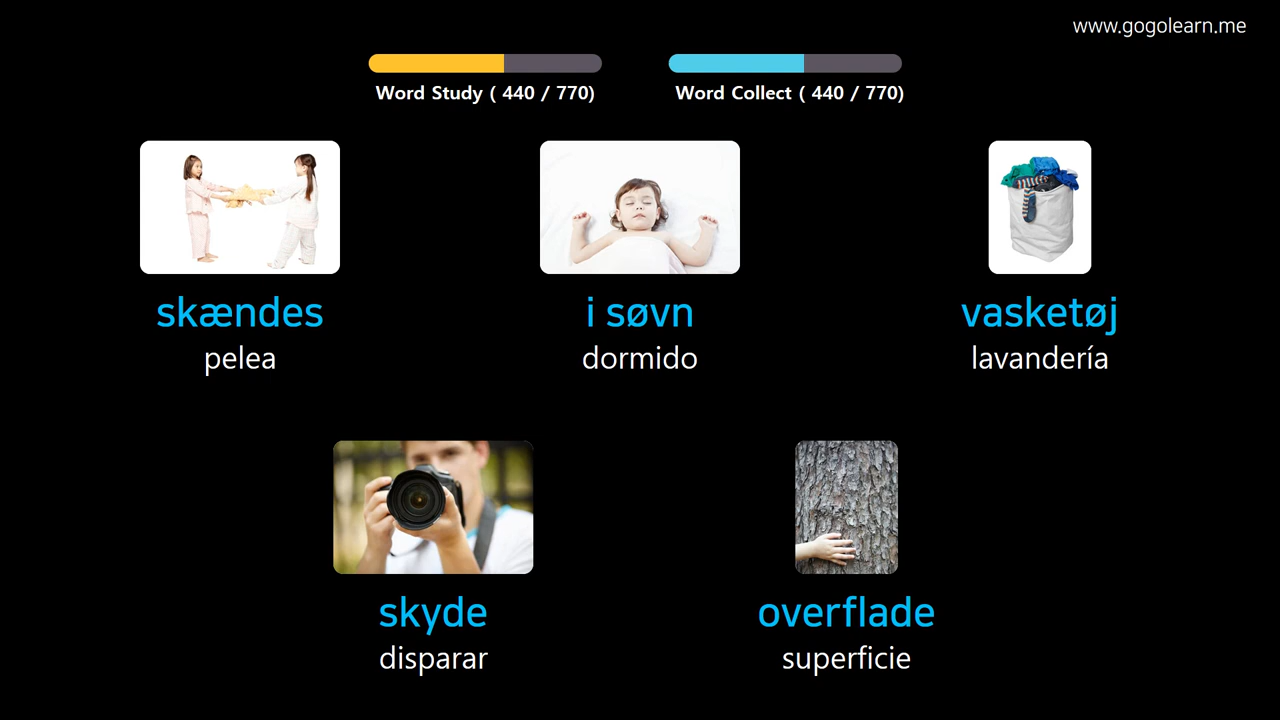 www.gogolearn.me
Word Study ( 440 / 770)
Word Collect ( 440 / 770)
skændes
pelea
i søvn
dormido
vasketøj
lavandería
skyde
disparar
overflade
superficie